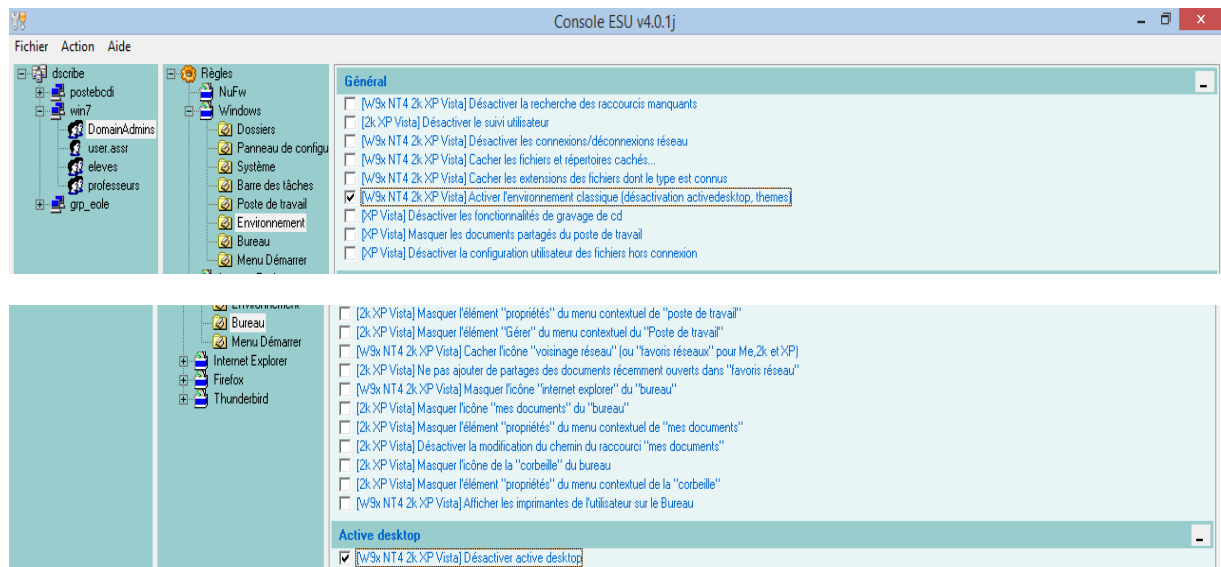 Console ESU v4.0.1j
Fichier Action Aide
dscribe
postebcdi
win7
DomainAdmins
user.assr
eleves
professeurs
grp_eole
Règles
NuFw
Windows
Dossiers
Panneau de configu
Système
Barre des tâches
Poste de travail
Environnement
Bureau
Menu Démarrer
Général
[W9x NT4 2k XP Vista] Désactiver la recherche des raccourcis manquants
[2k XP Vista] Désactiver le suivi utilisateur
[W9x NT4 2k XP Vista] Désactiver les connexions/déconnexions réseau
[W9x NT4 2k XP Vista] Cacher les fichiers et répertoires cachés...
[W9x NT4 2k XP Vista] Cacher les extensions des fichiers dont le type est connus
[W9x NT4 2k XP Vista] Activer l'environnement classique (désactivation activedesktop, themes)
[XP Vista] Désactiver les fonctionnalités de gravage de cd
[XP Vista] Masquer les documents partagés du poste de travail
[XP Vista] Désactiver la configuration utilisateur des fichiers hors connexion
Environnement
Bureau
Menu Démarrer
Internet Explorer
Firefox
Thunderbird
[2k XP Vista] Masquer l'élément "propriétés" du menu contextuel de "poste de travail"
[2k XP Vista] Masquer l'élément "Gérer" du menu contextuel du "Poste de travail"
[W9x NT4 2k XP Vista] Cacher l'icône "voisinage réseau" (ou "favoris réseaux" pour Me,2k et XP)
[2k XP Vista] Ne pas ajouter de partages des documents récemment ouverts dans "favoris réseau"
[W9x NT4 2k XP Vista] Masquer l'icône "internet explorer" du "bureau"
[2k XP Vista] Masquer l'icône "mes documents" du "bureau"
[2k XP Vista] Masquer l'élément "propriétés" du menu contextuel de "mes documents"
[2k XP Vista] Désactiver la modification du chemin du raccourci "mes documents"
[2k XP Vista] Masquer l'icône de la "corbeille" du bureau
[2k XP Vista] Masquer l'élément "propriétés" du menu contextuel de la "corbeille"
[W9x NT4 2k XP Vista] Afficher les imprimantes de l'utilisateur sur le Bureau
Active desktop
[W9x NT4 2k XP Vista] Désactiver active desktop